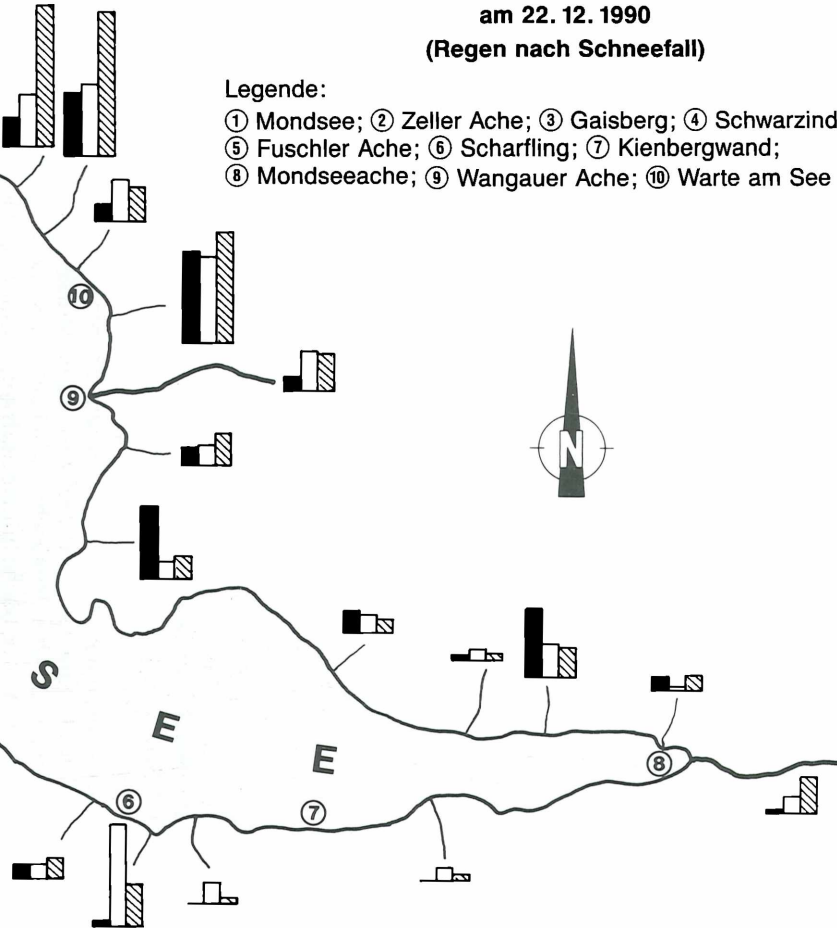 am 22. 12. 1990
(Regen nach Schneefall)
Legende:
① Mondsee; ② Zeller Ache; ③ Gaisberg; ④ Schwarzind
⑤ Fuschler Ache; ⑥ Scharfling; ⑦ Kienbergwand;
⑧ Mondseeache; ⑨ Wangauer Ache; ⑩ Warte am See
⑩
⑨
N
S
E
E
⑧
⑥
⑦